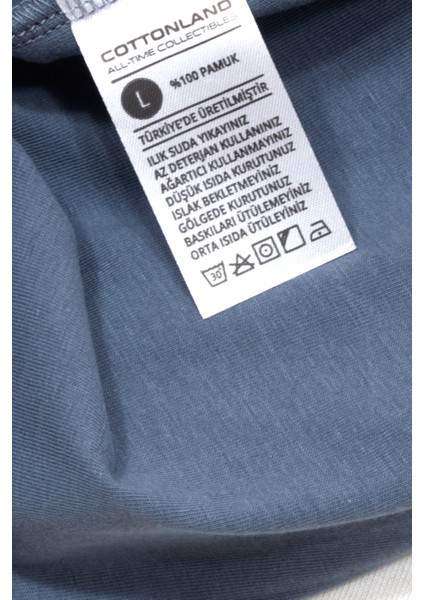 COTTONLAND
ALL-TIME COLLECTIBLES
L
%100 PAMUK
TÜRKİYE'DE ÜRETİLMİŞTİR
ILIK SUDA YIKAYINIZ
AZ DETERJAN KULLANINIZ
AĞARTICI KULLANMAYINIZ
DÜŞÜK ISIDA KURUTUNUZ
ISLAK BEKLETMEYİNİZ
GÖLGEDE KURUTUNUZ
BASKILARI ÜTÜLEMEYİNİZ
ORTA ISIDA ÜTÜLEYİNİZ
30°